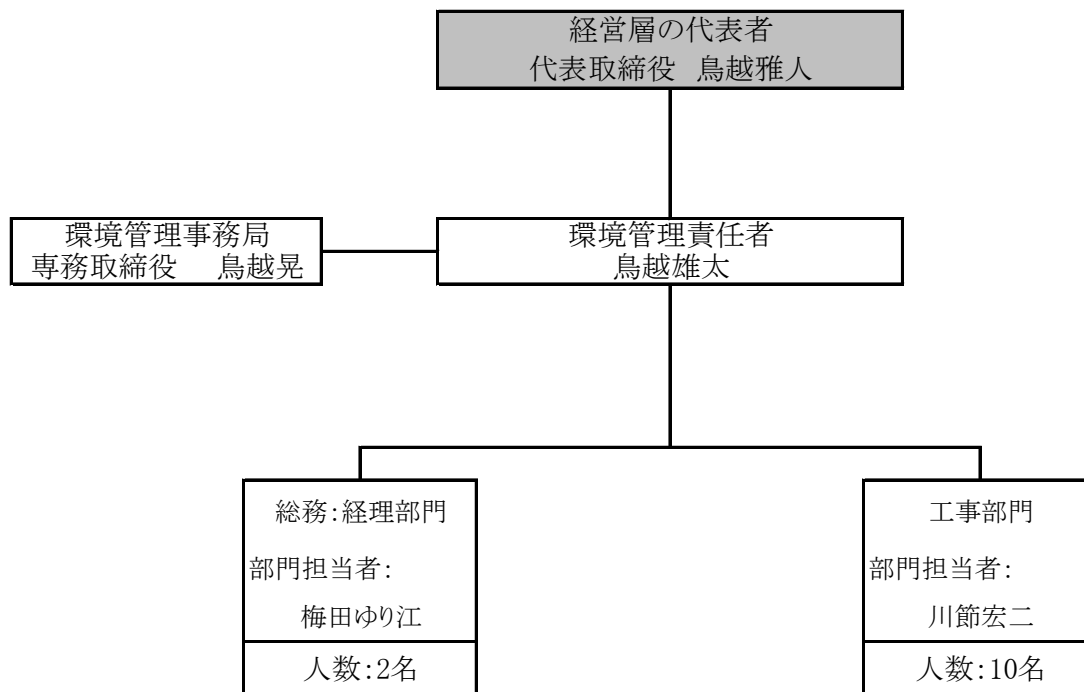 経営層の代表者
代表取締役 鳥越雅人
環境管理事務局
専務取締役 鳥越晃
環境管理責任者
鳥越雄太
総務:経理部門
部門担当者:
梅田ゆり江
人数:2名
工事部門
部門担当者:
川節宏二
人数:10名